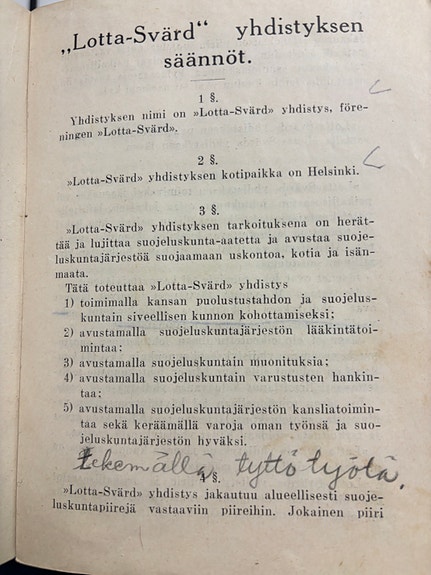 „Lotta-Svärd“ yhdistyksen
säännöt.
1 §.
Yhdistyksen nimi on »Lotta-Svärd» yhdistys, före-
ningen »Lotta-Svärd».
2 §.
»Lotta-Svärd» yhdistyksen kotipaikka on Helsinki.
3 §.
»Lotta-Svärd» yhdistyksen tarkoituksena on herät-
tää ja lujittaa suojeluskunta-aatetta ja avustaa suoje-
luskuntajärjestöä suojaamaan uskontoa, kotia ja isän-
maata.
Tätä toteuttaa »Lotta-Svärd» yhdistys
1) toimimalla kansan puolustustahdon ja suojelus-
kuntain siveellisen kunnon kohottamiseksi;
2) avustamalla suojeluskuntajärjestön lääkintätoi-
mintaa;
3) avustamalla suojeluskuntain muonituksia;
4) avustamalla suojeluskuntain varustusten hankin-
taa;
5) avustamalla suojeluskuntajärjestön kansliatoimin-
taa sekä keräämällä varoja oman työnsä ja suo-
jeluskuntajärjestön hyväksi.
tekemällä tyttötyötä.
4 §.
»Lotta-Svärd» yhdistys jakautuu alueellisesti suoje-
luskuntapiirejä vastaaviin piireihin. Jokainen piiri